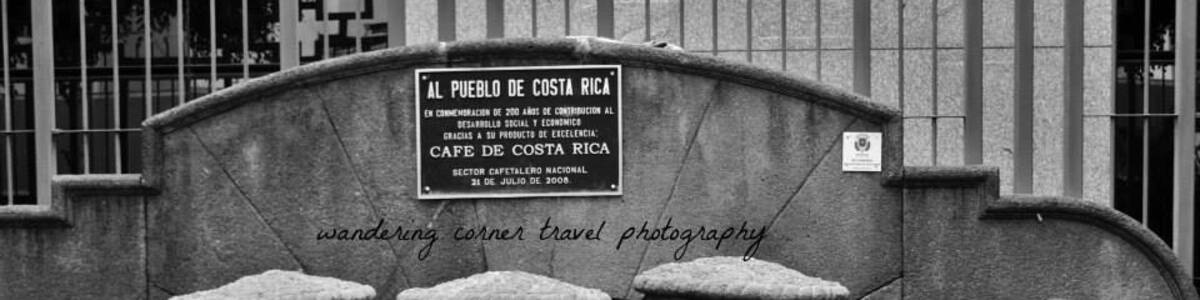 AL PUEBLO DE COSTA RICA
EN CONMEMORACION DE 200 AÑOS DE CONTRIBUCION AL
DESARROLLO SOCIAL Y ECONOMICO
GRACIAS A SU PRODUCTO DE EXCELENCIA:
CAFE DE COSTA RICA
SECTOR CAFETALERO NACIONAL
21 DE JULIO DE 2008.
wandering corner travel photography